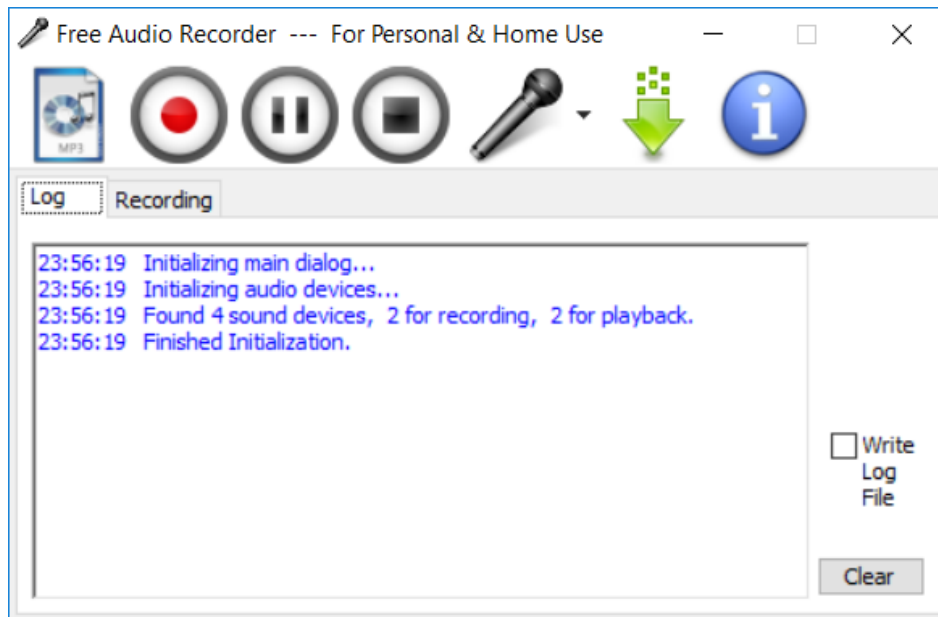 Free Audio Recorder --- For Personal & Home Use
MP3
Log
Recording
23:56:19 Initializing main dialog...
23:56:19 Initializing audio devices...
23:56:19 Found 4 sound devices, 2 for recording, 2 for playback.
23:56:19 Finished Initialization.
Write
Log
File
Clear